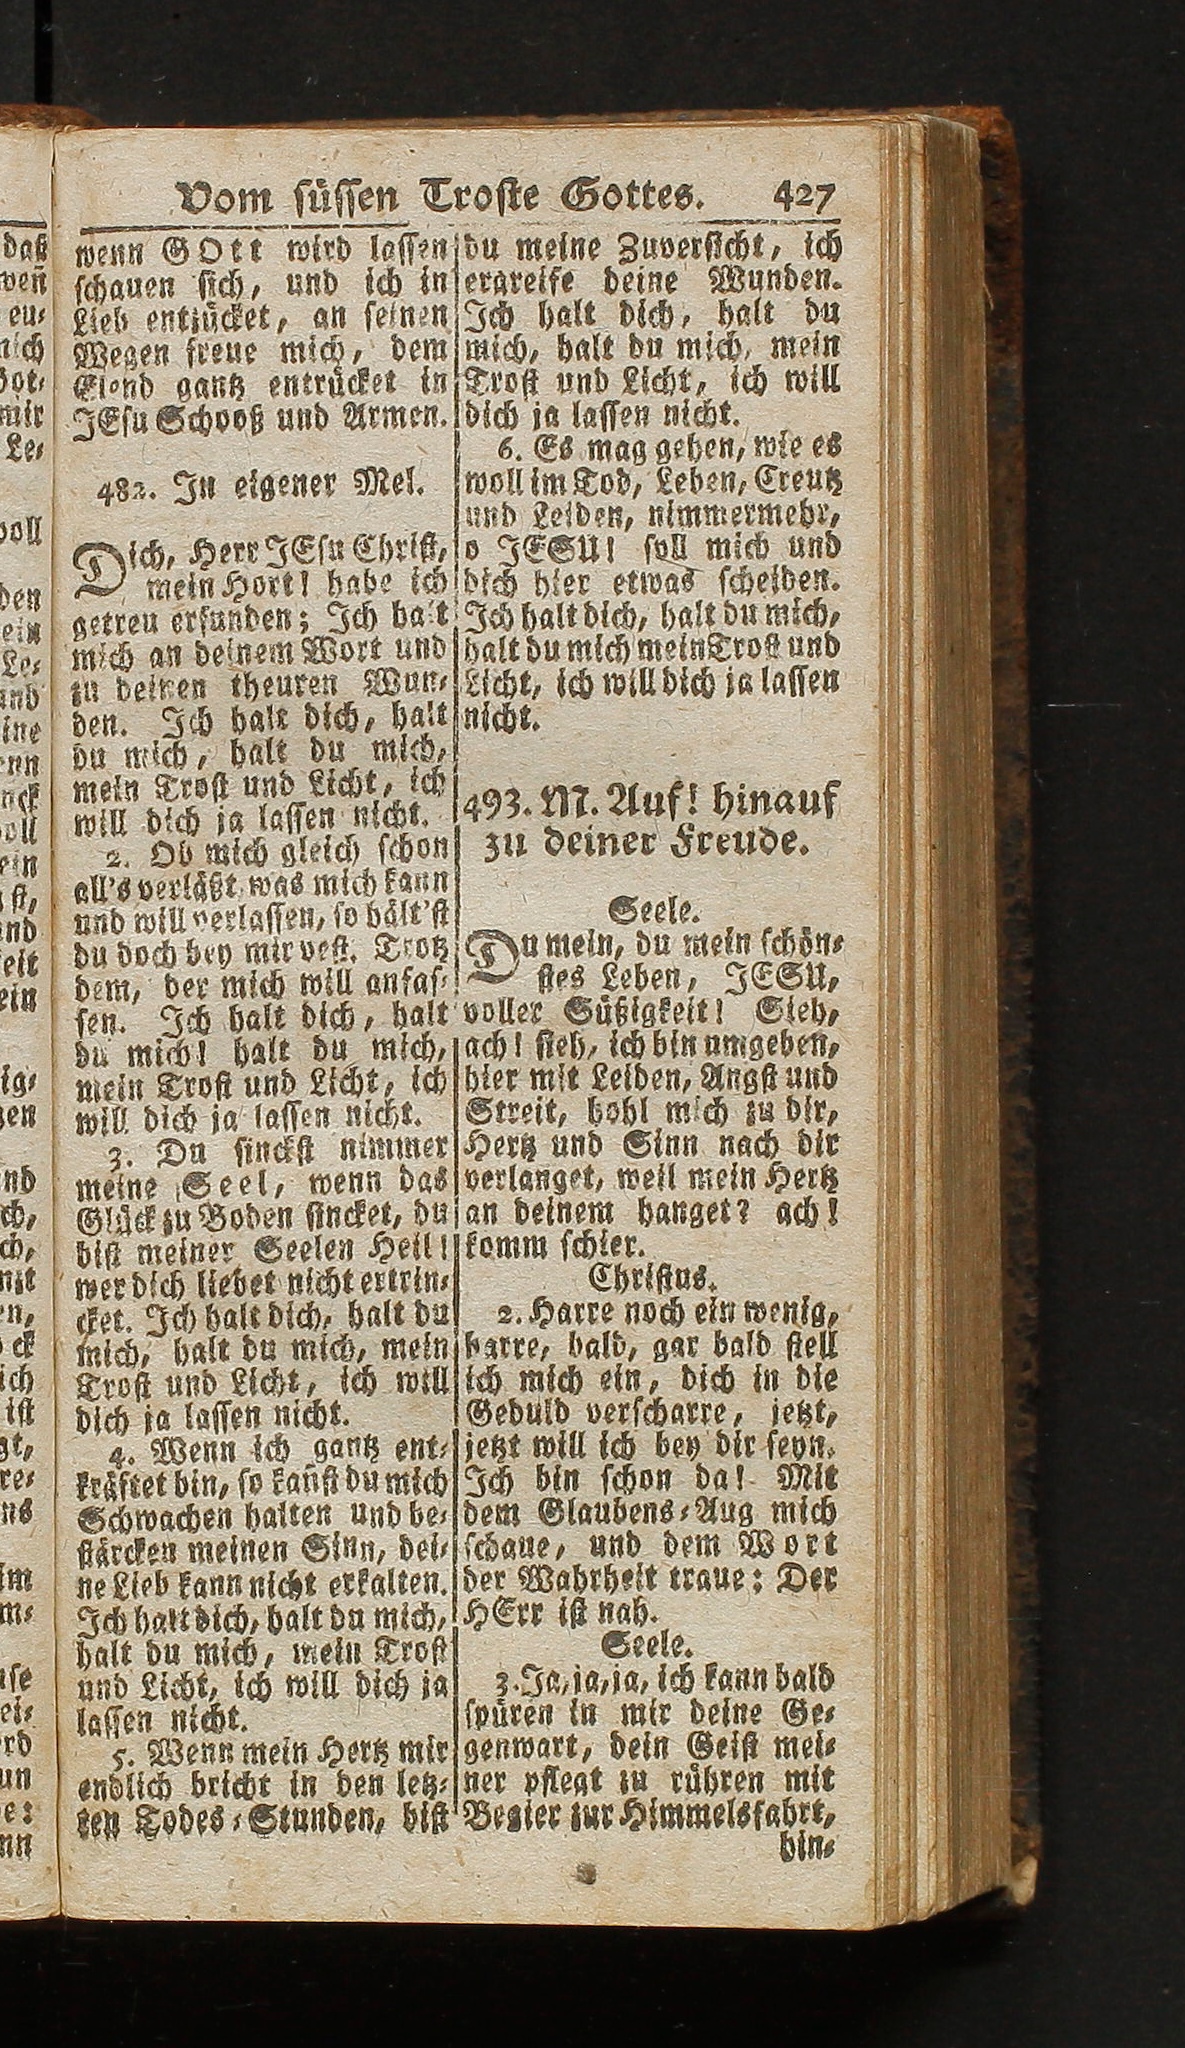 Vom süssen Troste Gottes. 427
wenn GOtt wird lassen
schauen sich, und ich in
Lieb entzücket, an seinen
Wegen freue mich, dem
Elend gantz entrücket in
JEsu Schooß und Armen.
482. In eigener Mel.
Dich, Herr JEsu Christ,
mein Hort! habe ich
getreu erfunden; Ich halt
mich an deinem Wort und
zu deinen theuren Wun-
den. Ich halt dich, halt
du mich, halt du mich,
mein Trost und Licht, ich
will dich ja lassen nicht.
2. Ob mich gleich schon
all's verläßt, was mich kann
und will verlassen, so hält'st
du doch bey mir vest. Trotz
dem, der mich will anfas-
sen. Ich halt dich, halt
du mich! halt du mich,
mein Trost und Licht, ich
will dich ja lassen nicht.
3. Du sinckst nimmer
meine Seel, wenn das
Glück zu Boden sincket, du
bist meiner Seelen Heil!
wer dich liebet nicht ertrin-
cket. Ich halt dich, halt du
mich, halt du mich, mein
Trost und Licht, ich will
dich ja lassen nicht.
4. Wenn ich gantz ent-
kräftet bin, so kañst du mich
Schwachen halten und be-
stärcken meinen Sinn, dei-
ne Lieb kann nicht erkalten.
Ich halt dich, halt du mich,
halt du mich, mein Trost
und Licht, ich will dich ja
lassen nicht.
5. Wenn mein Hertz mir
endlich bricht in den letz-
ten Todes-Stunden, bist
du meine Zuversicht, ich
ergreife deine Wunden.
Ich halt dich, halt du
mich, halt du mich, mein
Trost und Licht, ich will
dich ja lassen nicht.
6. Es mag gehen, wie es
woll im Tod, Leben, Creutz
und Leiden, nimmermehr,
o JESU! soll mich und
dich hier etwas scheiden.
Ich halt dich, halt du mich,
halt du mich mein Trost und
Licht, ich will dich ja lassen
nicht.
493. M. Auf! hinauf
zu deiner Freude.
Seele.
Du mein, du mein schön-
stes Leben, JESU,
voller Süßigkeit! Sieh,
ach! sieh, ich bin umgeben,
hier mit Leiden, Angst und
Streit, hohl mich zu dir,
Hertz und Sinn nach dir
verlanget, weil mein Hertz
an deinem hanget? ach!
komm schier.
Christus.
2. Harre noch ein wenig,
harre, bald, gar bald stell
ich mich ein, dich in die
Geduld verscharre, jetzt,
jetzt will ich bey dir seyn.
Ich bin schon da! Mit
dem Glaubens-Aug mich
schaue, und dem Wort
der Wahrheit traue: Der
HErr ist nah.
Seele.
3. Ja, ja, ja, ich kann bald
spüren in mir deine Ge-
genwart, dein Geist mei-
ner pflegt zu rühren mit
Begier zur Himmelsfahrt,
bin-